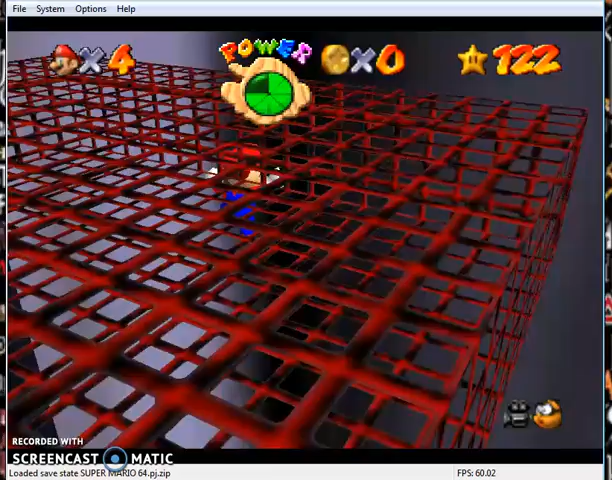 File System Options Help
×4 POWER ×0 122
RECORDED WITH
SCREENCAST MATIC
Loaded save state SUPER MARIO 64.pj.zip FPS: 60.02